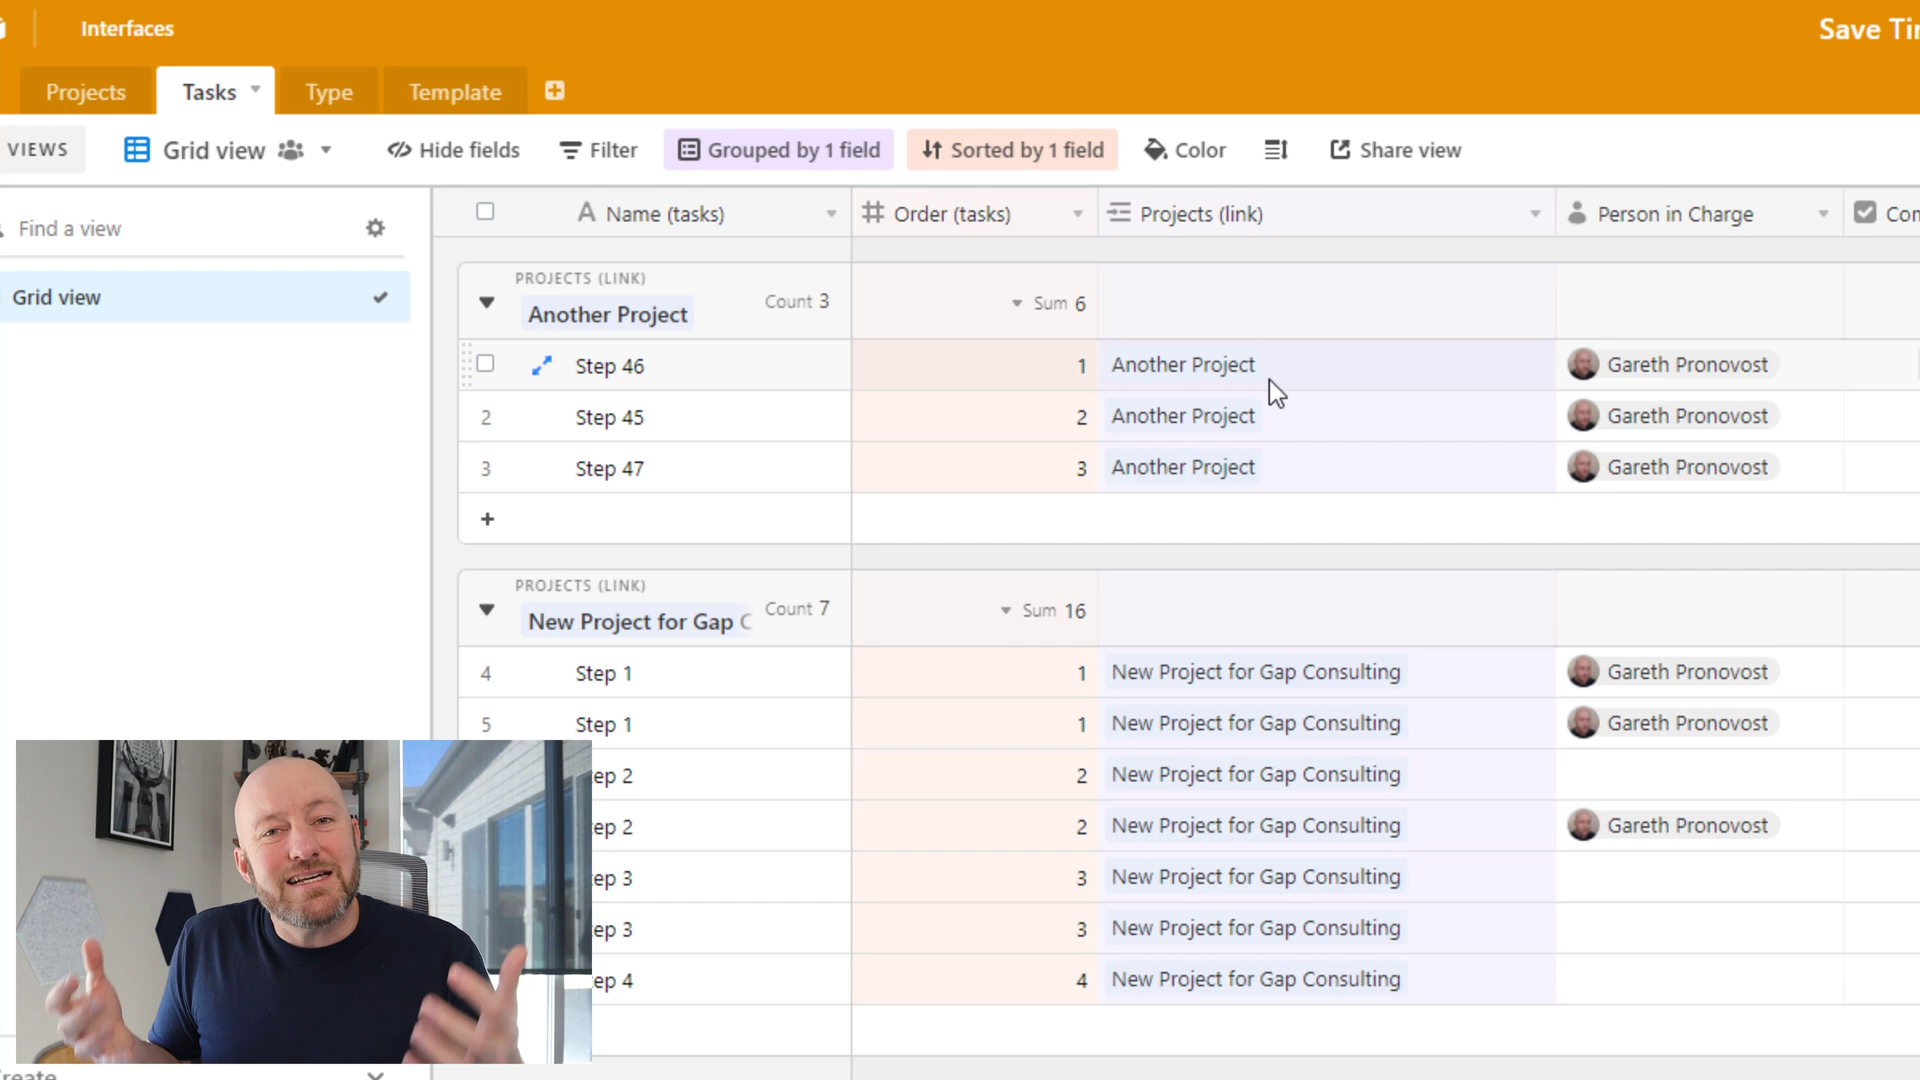 Interfaces
Save Tir
Projects
Tasks
Type
Template
VIEWS
Grid view
Hide fields
Filter
Grouped by 1 field
Sorted by 1 field
Color
Share view
Find a view
Grid view
Name (tasks)
Order (tasks)
Projects (link)
Person in Charge
Con
PROJECTS (LINK)
Another Project
Count 3
Sum 6
Step 46
1
Another Project
Gareth Pronovost
2
Step 45
2
Another Project
Gareth Pronovost
3
Step 47
3
Another Project
Gareth Pronovost
+
PROJECTS (LINK)
New Project for Gap C
Count 7
Sum 16
4
Step 1
1
New Project for Gap Consulting
Gareth Pronovost
5
Step 1
1
New Project for Gap Consulting
Gareth Pronovost
ep 2
2
New Project for Gap Consulting
ep 2
2
New Project for Gap Consulting
Gareth Pronovost
ep 3
3
New Project for Gap Consulting
ep 3
3
New Project for Gap Consulting
ep 4
4
New Project for Gap Consulting
reate